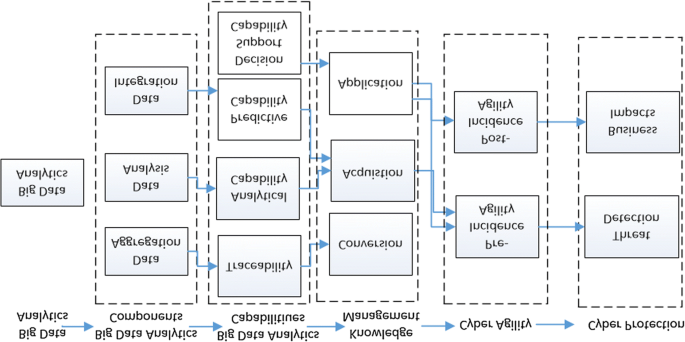 Big Data
Analytics
Big Data Analytics
Components
Big Data Analytics
Capabilitiues
Knowledge
Management
Cyber Agility
Cyber Protection
Data
Aggregation
Traceability
Conversion
Pre-
Incidence
Agility
Threat
Detection
Big Data
Analytics
Data
Analysis
Analytical
Capability
Acquistion
Data
Integration
Predictive
Capability
Post-
Incidence
Agility
Business
Impacts
Decision
Support
Capability
Application